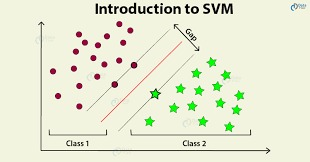 Introduction to SVM
Gap
Class 1
Class 2